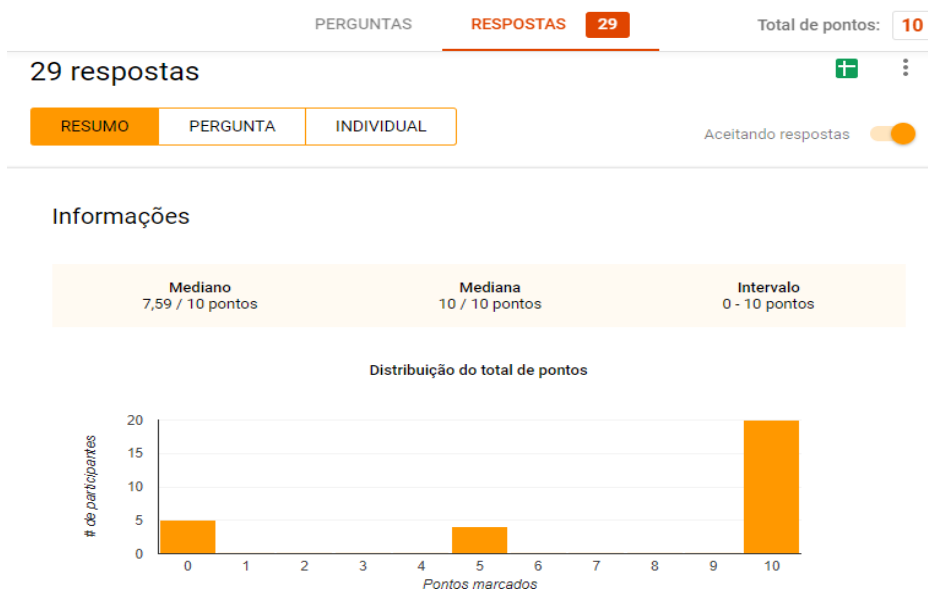 PERGUNTAS RESPOSTAS 29 Total de pontos: 10
29 respostas
RESUMO PERGUNTA INDIVIDUAL
Aceitando respostas
Informações
Mediano Mediana Intervalo
7,59 / 10 pontos 10 / 10 pontos 0 - 10 pontos
Distribuição do total de pontos
# de participantes
20
15
10
5
0
0 1 2 3 4 5 6 7 8 9 10
Pontos marcados